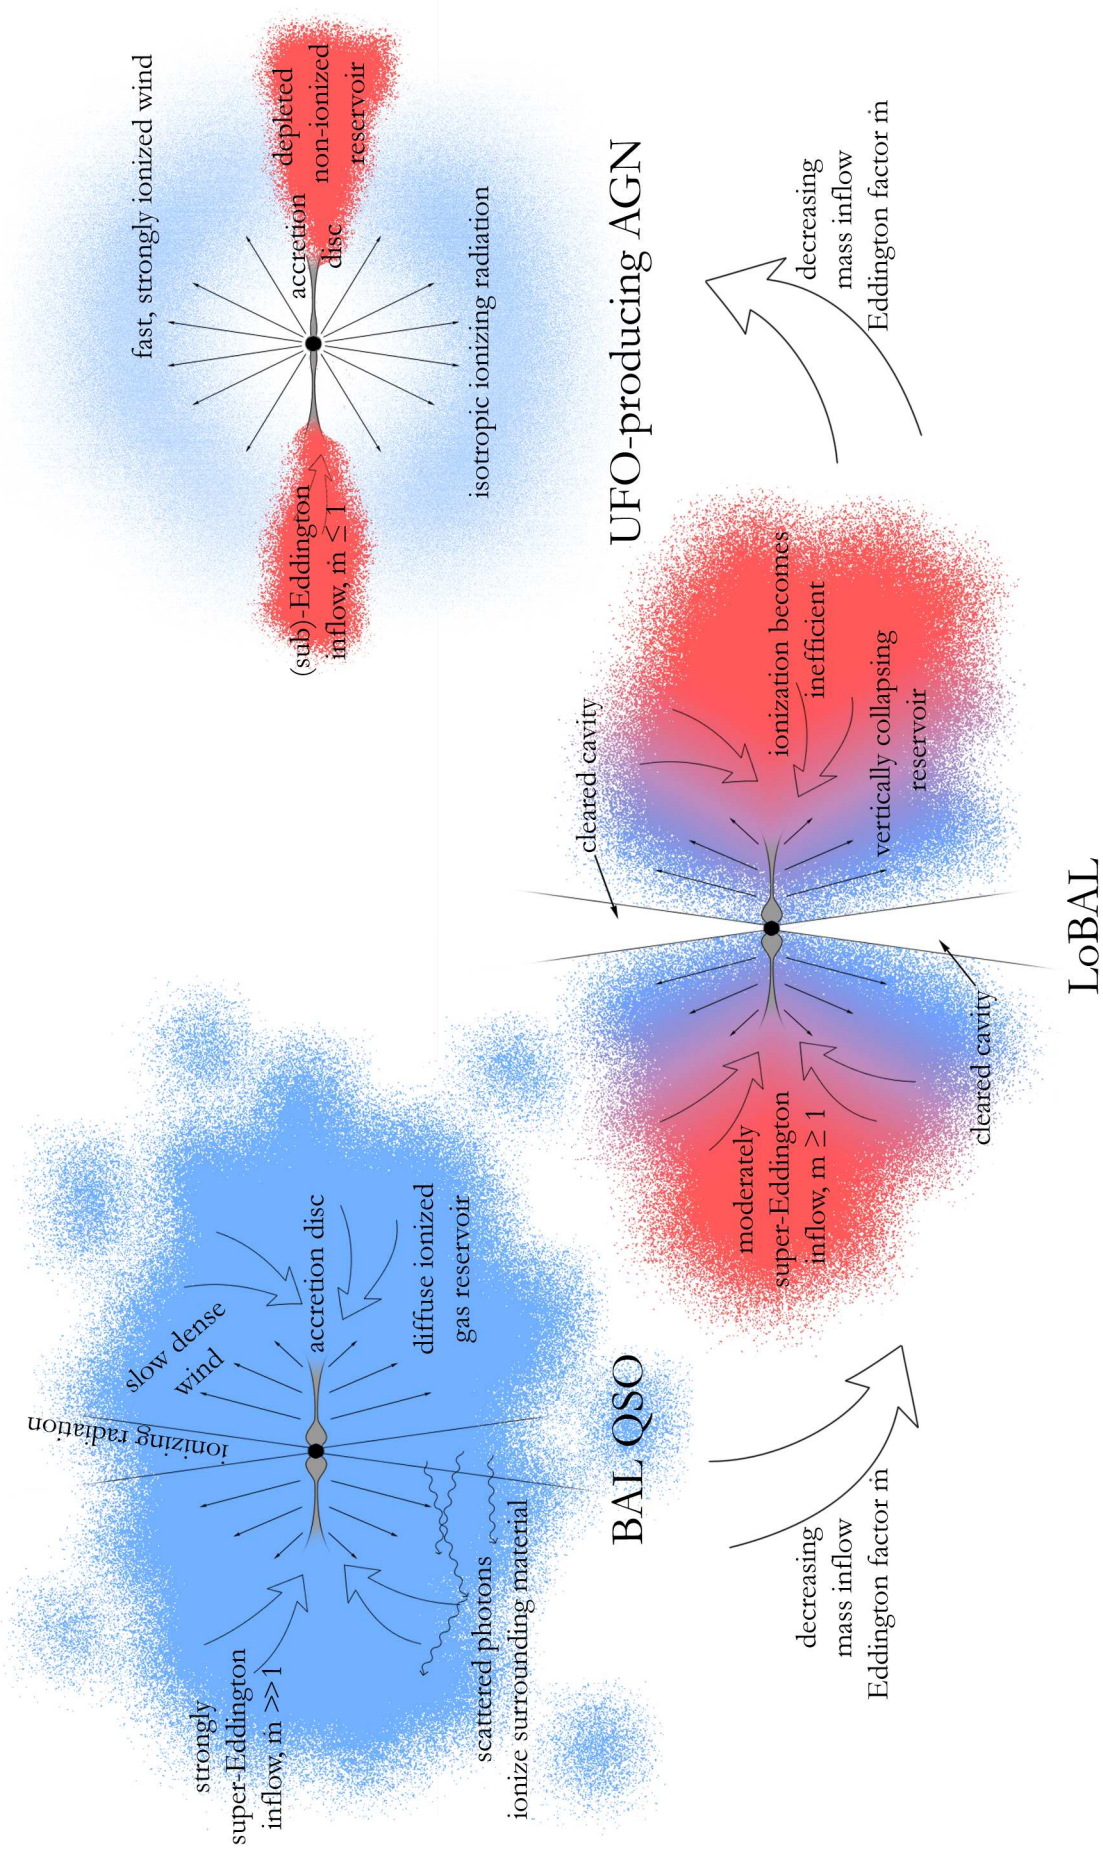 strongly
super-Eddington
inflow, ṁ >>1
ionizing radiation
slow dense
wind
accretion disc
diffuse ionized
gas reservoir
scattered photons
ionize surrounding material
BAL QSO
decreasing
mass inflow
Eddington factor ṁ
moderately
super-Eddington
inflow, ṁ ≥ 1
cleared cavity
cleared cavity
ionization becomes
inefficient
vertically collapsing
reservoir
LoBAL
decreasing
mass inflow
Eddington factor ṁ
fast, strongly ionized wind
(sub)-Eddington
inflow, ṁ ≤ 1
accretion
disc
depleted
non-ionized
reservoir
isotropic ionizing radiation
UFO-producing AGN